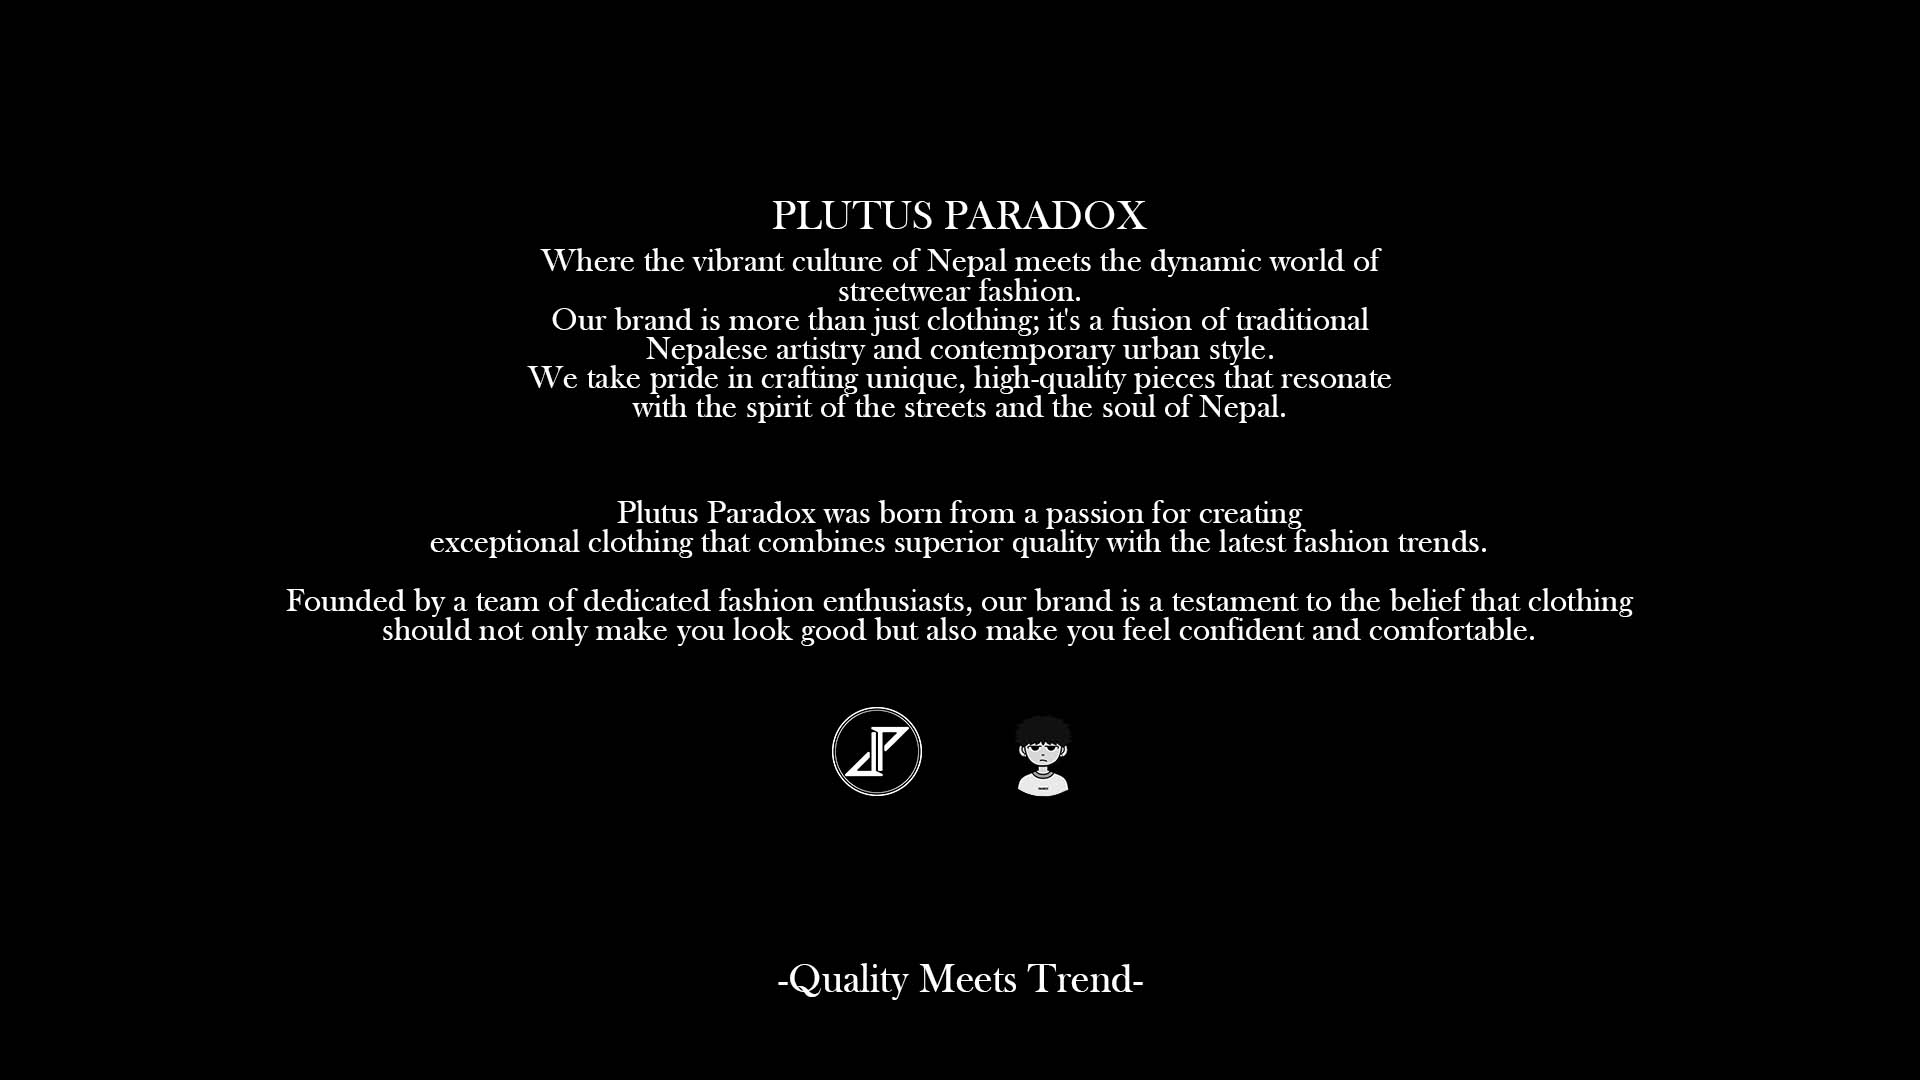 PLUTUS PARADOX
Where the vibrant culture of Nepal meets the dynamic world of
streetwear fashion.
Our brand is more than just clothing; it's a fusion of traditional
Nepalese artistry and contemporary urban style.
We take pride in crafting unique, high-quality pieces that resonate
with the spirit of the streets and the soul of Nepal.
Plutus Paradox was born from a passion for creating
exceptional clothing that combines superior quality with the latest fashion trends.
Founded by a team of dedicated fashion enthusiasts, our brand is a testament to the belief that clothing
should not only make you look good but also make you feel confident and comfortable.
-Quality Meets Trend-